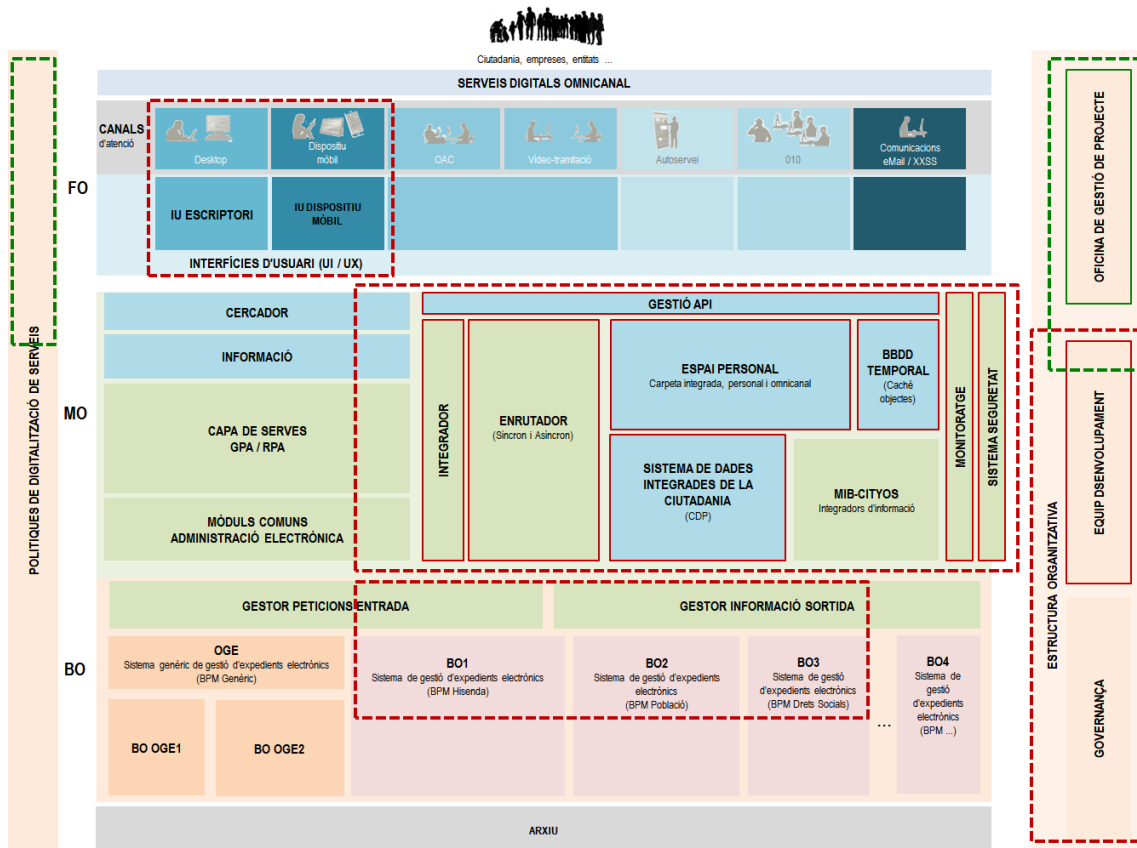 Ciutadania, empreses, entitats ...
SERVEIS DIGITALS OMNICANAL
CANALS
d'atenció
Desktop
Dispositiu
mòbil
OAC
Vídeo-tramitació
Autoservei
010
Comunicacions
eMail / XXSS
FO
IU ESCRIPTORI
IU DISPOSITIU
MÒBIL
INTERFÍCIES D'USUARI (UI / UX)
MO
CERCADOR
INFORMACIÓ
CAPA DE SERVES
GPA / RPA
MÒDULS COMUNS
ADMINISTRACIÓ ELECTRÒNICA
GESTIÓ API
INTEGRADOR
ENRUTADOR
(Síncron i Asíncron)
ESPAI PERSONAL
Carpeta integrada, personal i omnicanal
BBDD
TEMPORAL
(Caché
objectes)
SISTEMA DE DADES
INTEGRADES DE LA
CIUTADANIA
(CDP)
MIB-CITYOS
Integradors d'informació
MONITORATGE
SISTEMA SEGURETAT
BO
GESTOR PETICIONS ENTRADA
GESTOR INFORMACIÓ SORTIDA
OGE
Sistema genèric de gestió d'expedients electrònics
(BPM Genèric)
BO OGE1
BO OGE2
BO1
Sistema de gestió d'expedients electrònics
(BPM Hisenda)
BO2
Sistema de gestió d'expedients
electrònics
(BPM Població)
BO3
Sistema de gestió
d'expedients electrònics
(BPM Drets Socials)
...
BO4
Sistema de
gestió
d'expedients
electrònics
(BPM ...)
ARXIU
POLITIQUES DE DIGITALITZACIÓ DE SERVEIS
ESTRUCTURA ORGANITZATIVA
OFICINA DE GESTIÓ DE PROJECTE
EQUIP DSENVOLUPAMENT
GOVERNANÇA